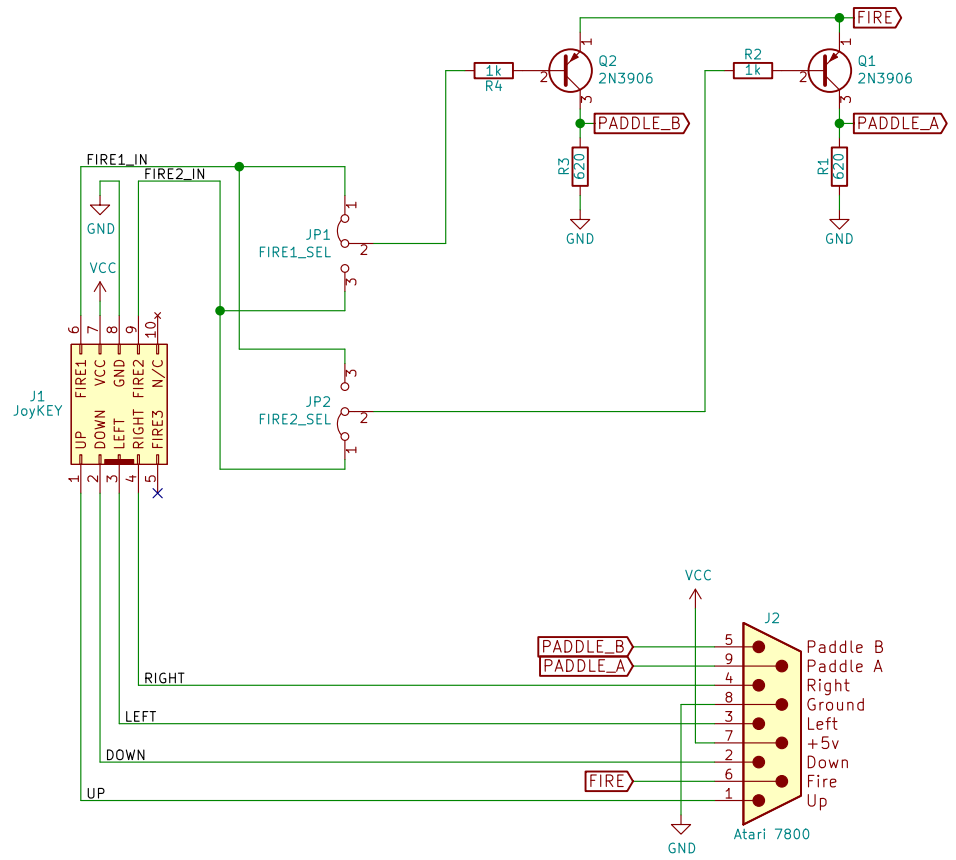 FIRE
1
1
Q2
2N3906
1k
R4
2
3
R2
1k
2
Q1
2N3906
3
PADDLE_B
PADDLE_A
R3
620
R1
620
GND
GND
FIRE1_IN
FIRE2_IN
GND
VCC
1
JP1
FIRE1_SEL
2
3
6
7
8
9
10
FIRE1
VCC
GND
FIRE2
N/C
J1
JoyKEY
UP
DOWN
LEFT
RIGHT
FIRE3
1
2
3
4
5
3
JP2
FIRE2_SEL
2
1
VCC
J2
PADDLE_B
5
Paddle B
PADDLE_A
9
Paddle A
RIGHT
4
Right
8
Ground
LEFT
3
Left
7
+5v
DOWN
2
Down
FIRE
6
Fire
UP
1
Up
Atari 7800
GND